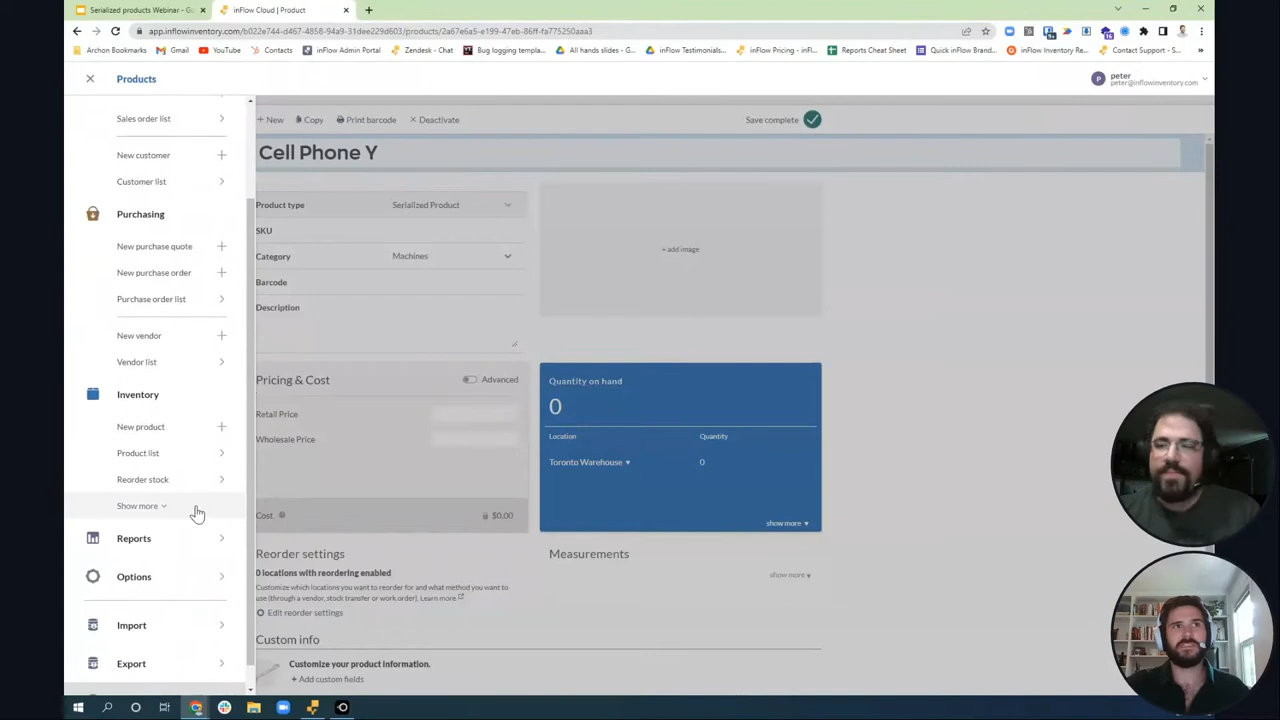 Serialized products Webinar - Go
inFlow Cloud | Product
app.inflowinventory.com/b022e744-d467-4858-94a9-31de229d603/products/2a67e6a5-e199-47eb-86ff-fa775250aaa3
Archon Bookmarks
Gmail
YouTube
Contacts
inFlow Admin Portal
Zendesk - Chat
Bug logging templa...
All hands slides - G...
inFlow Testimonials...
inFlow Pricing - inFl...
Reports Cheat Sheet
Quick inFlow Brand...
inFlow Inventory Re...
Contact Support - S...
Products
P
peter
peter@inflowinventory.com
Sales order list
New customer
Customer list
Purchasing
New purchase quote
New purchase order
Purchase order list
New vendor
Vendor list
Inventory
New product
Product list
Reorder stock
Show more
Reports
Options
Import
Export
New
Copy
Print barcode
Deactivate
Save complete
Cell Phone Y
Product type Serialized Product
SKU
Category Machines
Barcode
Description
+ add image
Pricing & Cost
Advanced
Retail Price
Wholesale Price
Cost $0.00
Quantity on hand
0
Location Quantity
Toronto Warehouse 0
show more
Reorder settings
0 locations with reordering enabled
Customize which locations you want to reorder for and what method you want to
use (through a vendor, stock transfer or work order). Learn more
Edit reorder settings
Measurements
show more
Custom info
Customize your product information.
+ Add custom fields